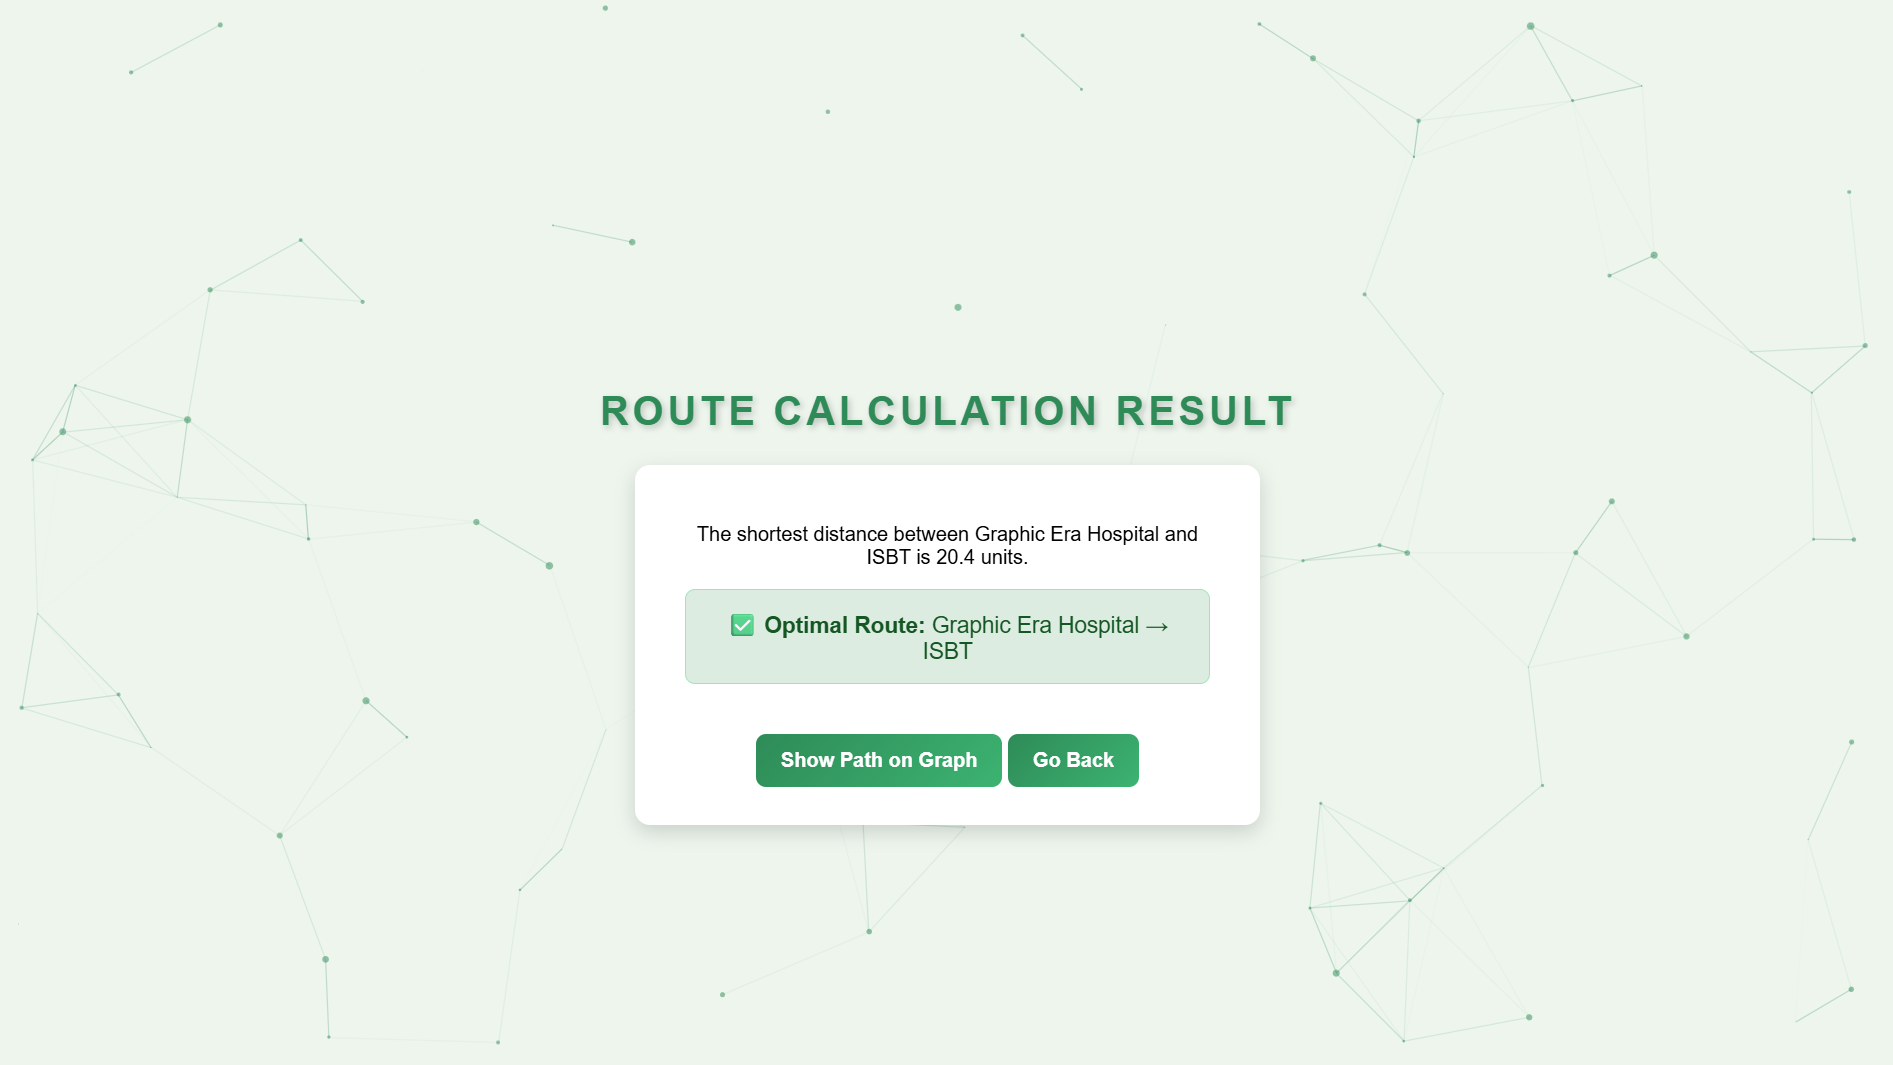 ROUTE CALCULATION RESULT
The shortest distance between Graphic Era Hospital and
ISBT is 20.4 units.
✅ Optimal Route: Graphic Era Hospital →
ISBT
Show Path on Graph
Go Back